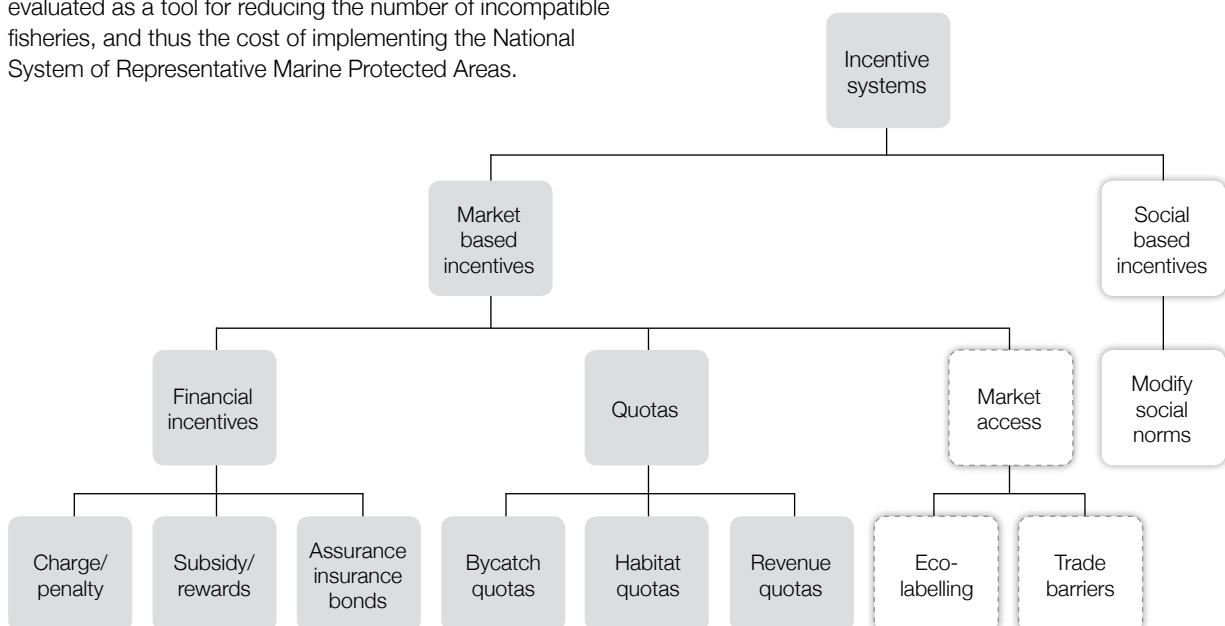 evaluated as a tool for reducing the number of incompatible
fisheries, and thus the cost of implementing the National
System of Representative Marine Protected Areas.
Incentive
systems
Market
based
incentives
Social
based
incentives
Financial
incentives
Quotas
Market
access
Modify
social
norms
Charge/
penalty
Subsidy/
rewards
Assurance
insurance
bonds
Bycatch
quotas
Habitat
quotas
Revenue
quotas
Eco-
labelling
Trade
barriers